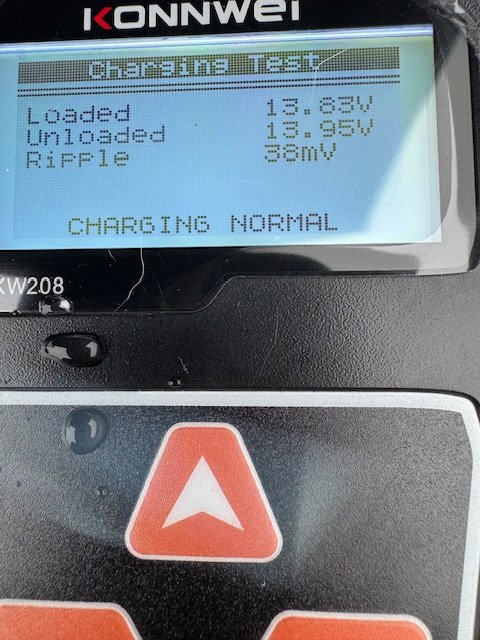 KONNWEI
Charging Test
Loaded 13.83V
Unloaded 13.95V
Ripple 38mV
CHARGING NORMAL
KW208